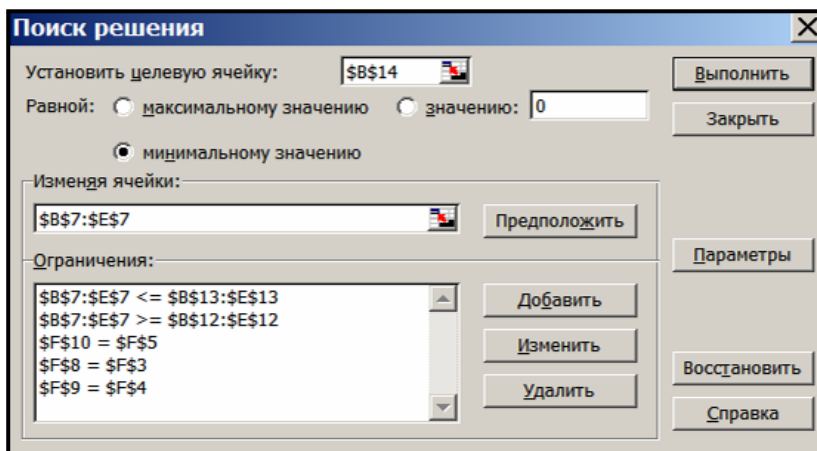 Поиск решения
Установить целевую ячейку: $B$14
Выполнить
Равной: максимальному значению значению: 0
Закрыть
минимальному значению
Изменяя ячейки:
$B$7:$E$7
Предположить
Параметры
Ограничения:
$B$7:$E$7 <= $B$13:$E$13
Добавить
$B$7:$E$7 >= $B$12:$E$12
$F$10 = $F$5
Изменить
$F$8 = $F$3
Восстановить
$F$9 = $F$4
Удалить
Справка